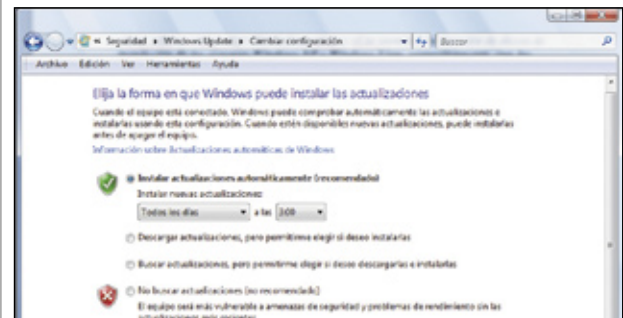 « Seguridad ▸ Windows Update ▸ Cambiar configuración
Buscar
Archivo Edición Ver Herramientas Ayuda
Elija la forma en que Windows puede instalar las actualizaciones
Cuando el equipo está conectado, Windows puede comprobar automáticamente las actualizaciones e
instalarlas usando esta configuración. Cuando estén disponibles nuevas actualizaciones, puede instalarlas
antes de apagar el equipo.
Información sobre Actualizaciones automáticas de Windows
Instalar actualizaciones automáticamente (recomendado)
Instalar nuevas actualizaciones:
Todos los días a las 3:00
Descargar actualizaciones, pero permitirme elegir si deseo instalarlas
Buscar actualizaciones, pero permitirme elegir si deseo descargarlas e instalarlas
No buscar actualizaciones (no recomendado)
El equipo será más vulnerable a amenazas de seguridad y problemas de rendimiento sin las
actualizaciones más recientes.